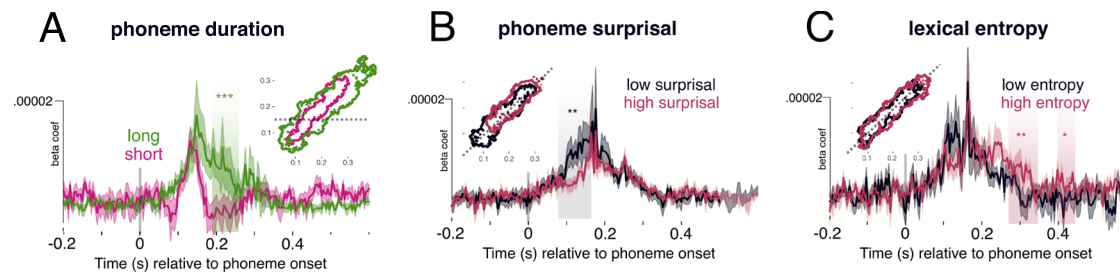 A phoneme duration
.00002
beta coef
long
short
***
0.3
0.2
0.1
0.1 0.3
-0.2 0 0.2 0.4
Time (s) relative to phoneme onset
B phoneme surprisal
.00002
beta coef
low surprisal
high surprisal
**
0.1 0.2 0.3
-0.2 0 0.2 0.4
Time (s) relative to phoneme onset
C lexical entropy
.00002
beta coef
low entropy
high entropy
** *
0.1 0.2 0.3
-0.2 0 0.2 0.4
Time (s) relative to phoneme onset